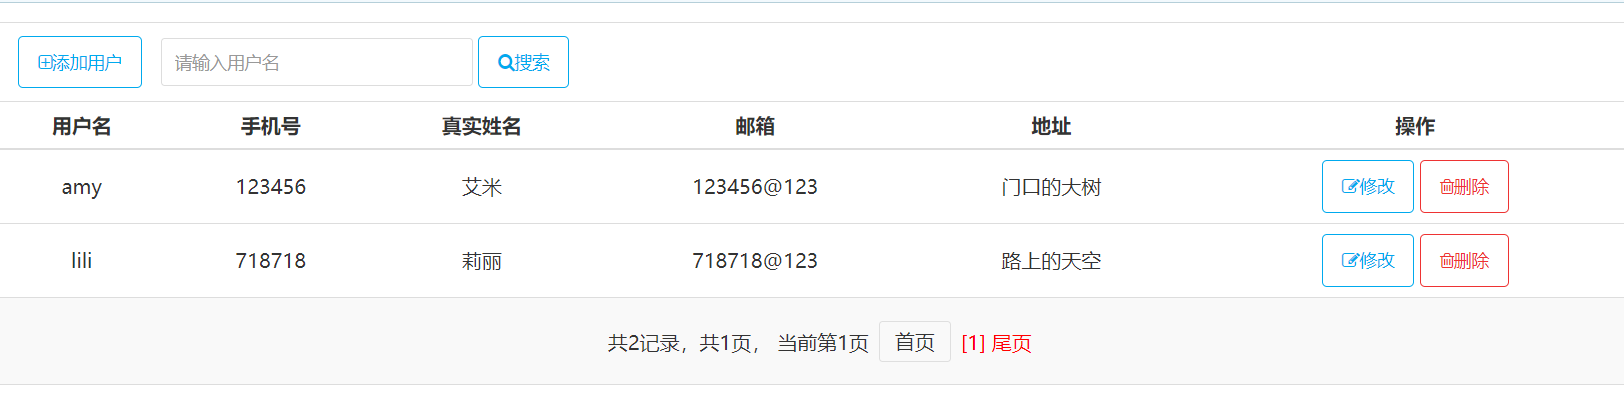 添加用户 请输入用户名 搜索
用户名 手机号 真实姓名 邮箱 地址 操作
amy 123456 艾米 123456@123 门口的大树 修改 删除
lili 718718 莉丽 718718@123 路上的天空 修改 删除
共2记录，共1页， 当前第1页 首页 [1] 尾页